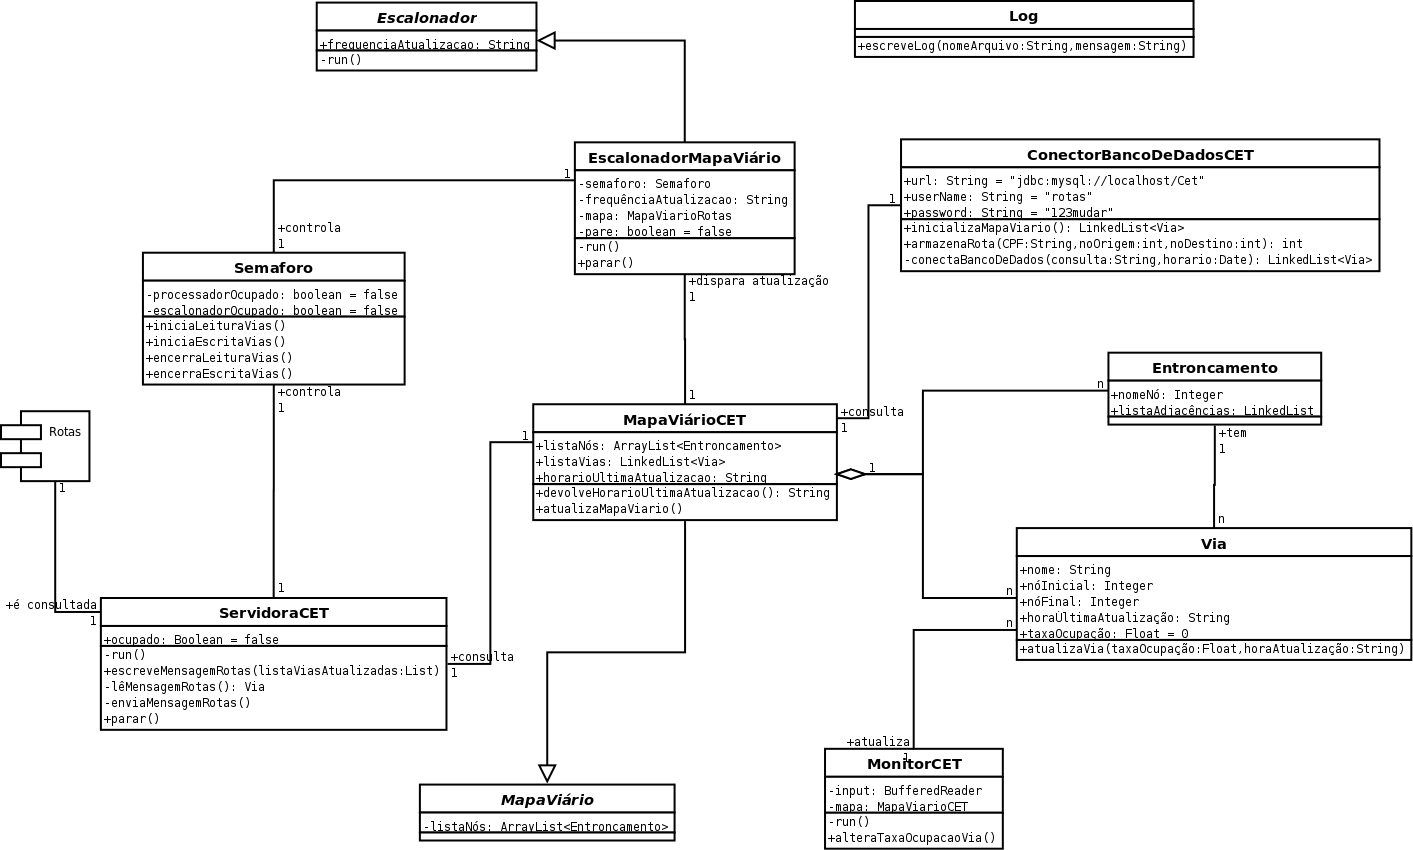 Escalonador
+frequenciaAtualizacao: String
-run()
Log
+escreveLog(nomeArquivo:String,mensagem:String)
EscalonadorMapaViário
-semaforo: Semaforo
-frequênciaAtualizacao: String
-mapa: MapaViarioRotas
-pare: boolean = false
-run()
+parar()
1
+controla
1
+dispara atualização
1
1
ConectorBancoDeDadosCET
+url: String = "jdbc:mysql://localhost/Cet"
+userName: String = "rotas"
+password: String = "123mudar"
+inicializaMapaViario(): LinkedList<Via>
+armazenaRota(CPF:String,noOrigem:int,noDestino:int): int
-conectaBancoDeDados(consulta:String,horario:Date): LinkedList<Via>
1
Semaforo
-processadorOcupado: boolean = false
-escalonadorOcupado: boolean = false
+iniciaLeituraVias()
+iniciaEscritaVias()
+encerraLeituraVias()
+encerraEscritaVias()
+controla
1
1
Rotas
1
+é consultada
1
MapaViárioCET
+listaNós: ArrayList<Entroncamento>
+listaVias: LinkedList<Via>
+horarioUltimaAtualizacao: String
+devolveHorarioUltimaAtualizacao(): String
+atualizaMapaViario()
1
+consulta
1
1
Entroncamento
+nomeNó: Integer
+listaAdjacências: LinkedList
n
+tem
1
n
Via
+nome: String
+nóInicial: Integer
+nóFinal: Integer
+horaÚltimaAtualização: String
+taxaOcupação: Float = 0
+atualizaVia(taxaOcupação:Float,horaAtualização:String)
n
n
ServidoraCET
+ocupado: Boolean = false
-run()
+escreveMensagemRotas(listaViasAtualizadas:List)
-lêMensagemRotas(): Via
-enviaMensagemRotas()
+parar()
+consulta
1
+atualiza
1
MonitorCET
-input: BufferedReader
-mapa: MapaViarioCET
-run()
+alteraTaxaOcupacaoVia()
MapaViário
-listaNós: ArrayList<Entroncamento>